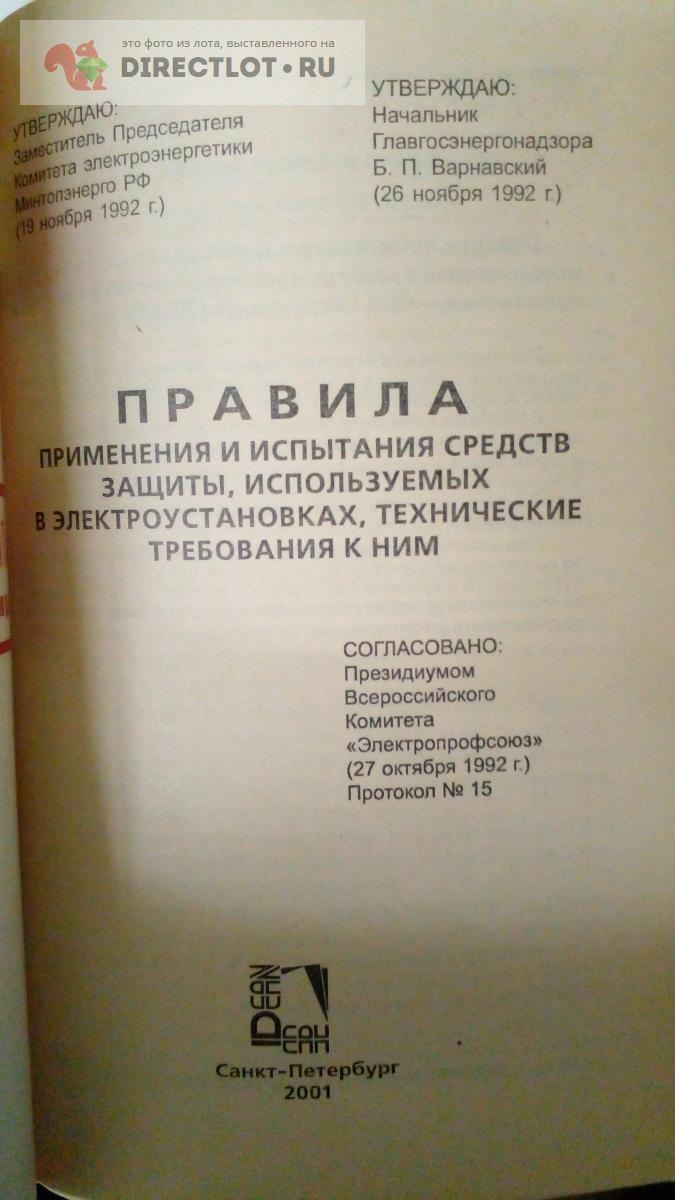 это фото из лота, выставленного на
DIRECTLOT.RU
УТВЕРЖДАЮ:
Заместитель Председателя
Комитета электроэнергетики
Минтопэнерго РФ
(19 ноября 1992 г.)
УТВЕРЖДАЮ:
Начальник
Главгосэнергонадзора
Б. П. Варнавский
(26 ноября 1992 г.)
ПРАВИЛА
ПРИМЕНЕНИЯ И ИСПЫТАНИЯ СРЕДСТВ
ЗАЩИТЫ, ИСПОЛЬЗУЕМЫХ
В ЭЛЕКТРОУСТАНОВКАХ, ТЕХНИЧЕСКИЕ
ТРЕБОВАНИЯ К НИМ
СОГЛАСОВАНО:
Президиумом
Всероссийского
Комитета
«Электропрофсоюз»
(27 октября 1992 г.)
Протокол № 15
ДЕАН
Санкт-Петербург
2001